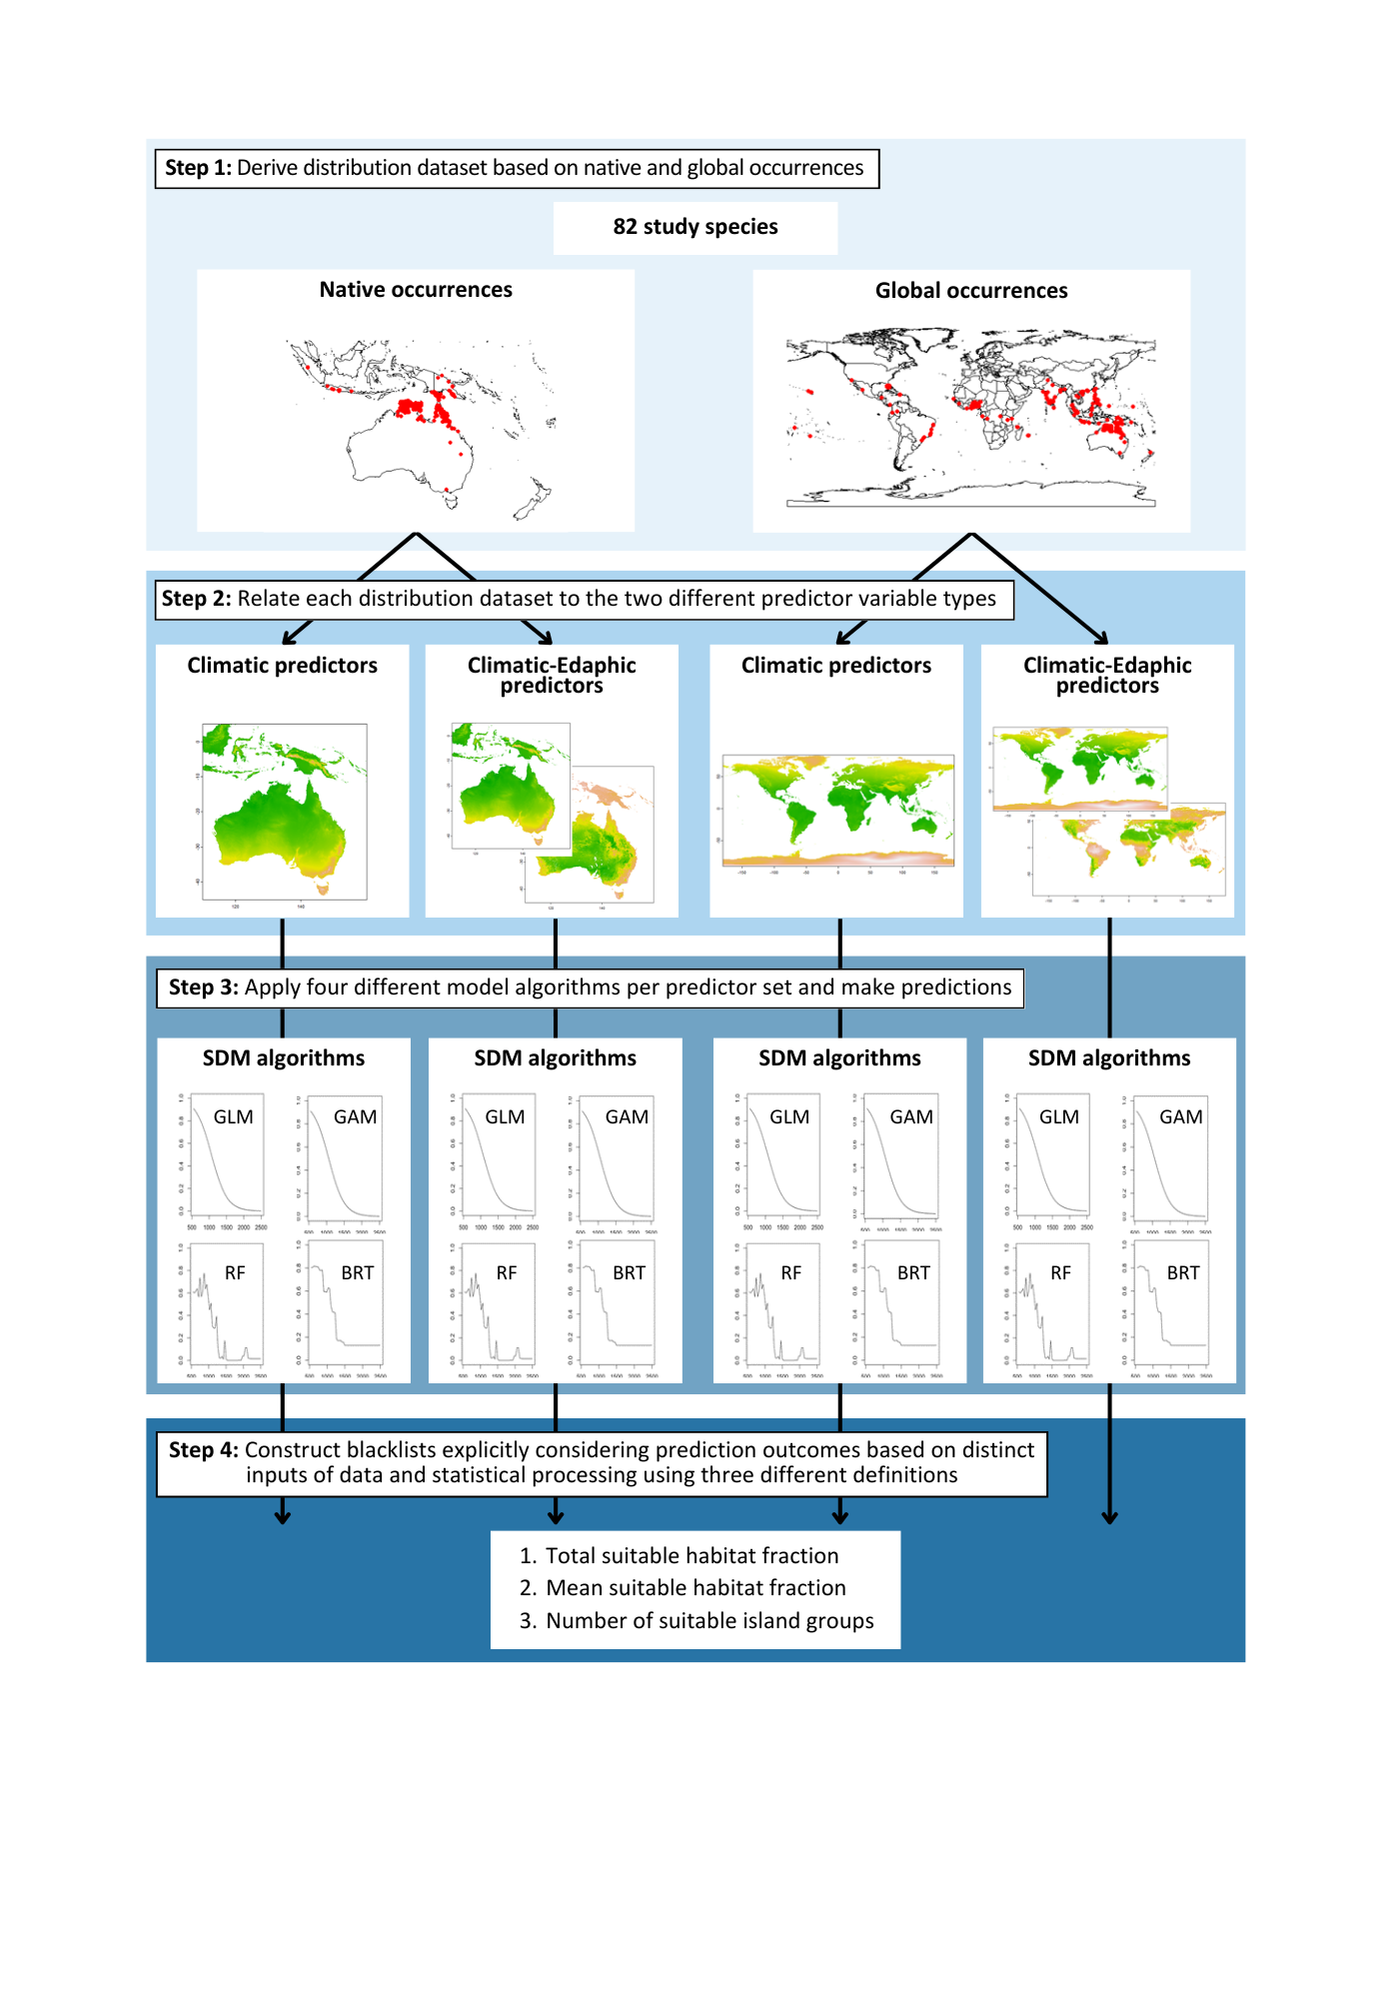 Step 1: Derive distribution dataset based on native and global occurrences
82 study species
Native occurrences
Global occurrences
Step 2: Relate each distribution dataset to the two different predictor variable types
Climatic predictors
Climatic-Edaphic
predictors
Climatic predictors
Climatic-Edaphic
predictors
Step 3: Apply four different model algorithms per predictor set and make predictions
SDM algorithms
GLM
GAM
RF
BRT
SDM algorithms
GLM
GAM
RF
BRT
SDM algorithms
GLM
GAM
RF
BRT
SDM algorithms
GLM
GAM
RF
BRT
Step 4: Construct blacklists explicitly considering prediction outcomes based on distinct
inputs of data and statistical processing using three different definitions
1. Total suitable habitat fraction
2. Mean suitable habitat fraction
3. Number of suitable island groups